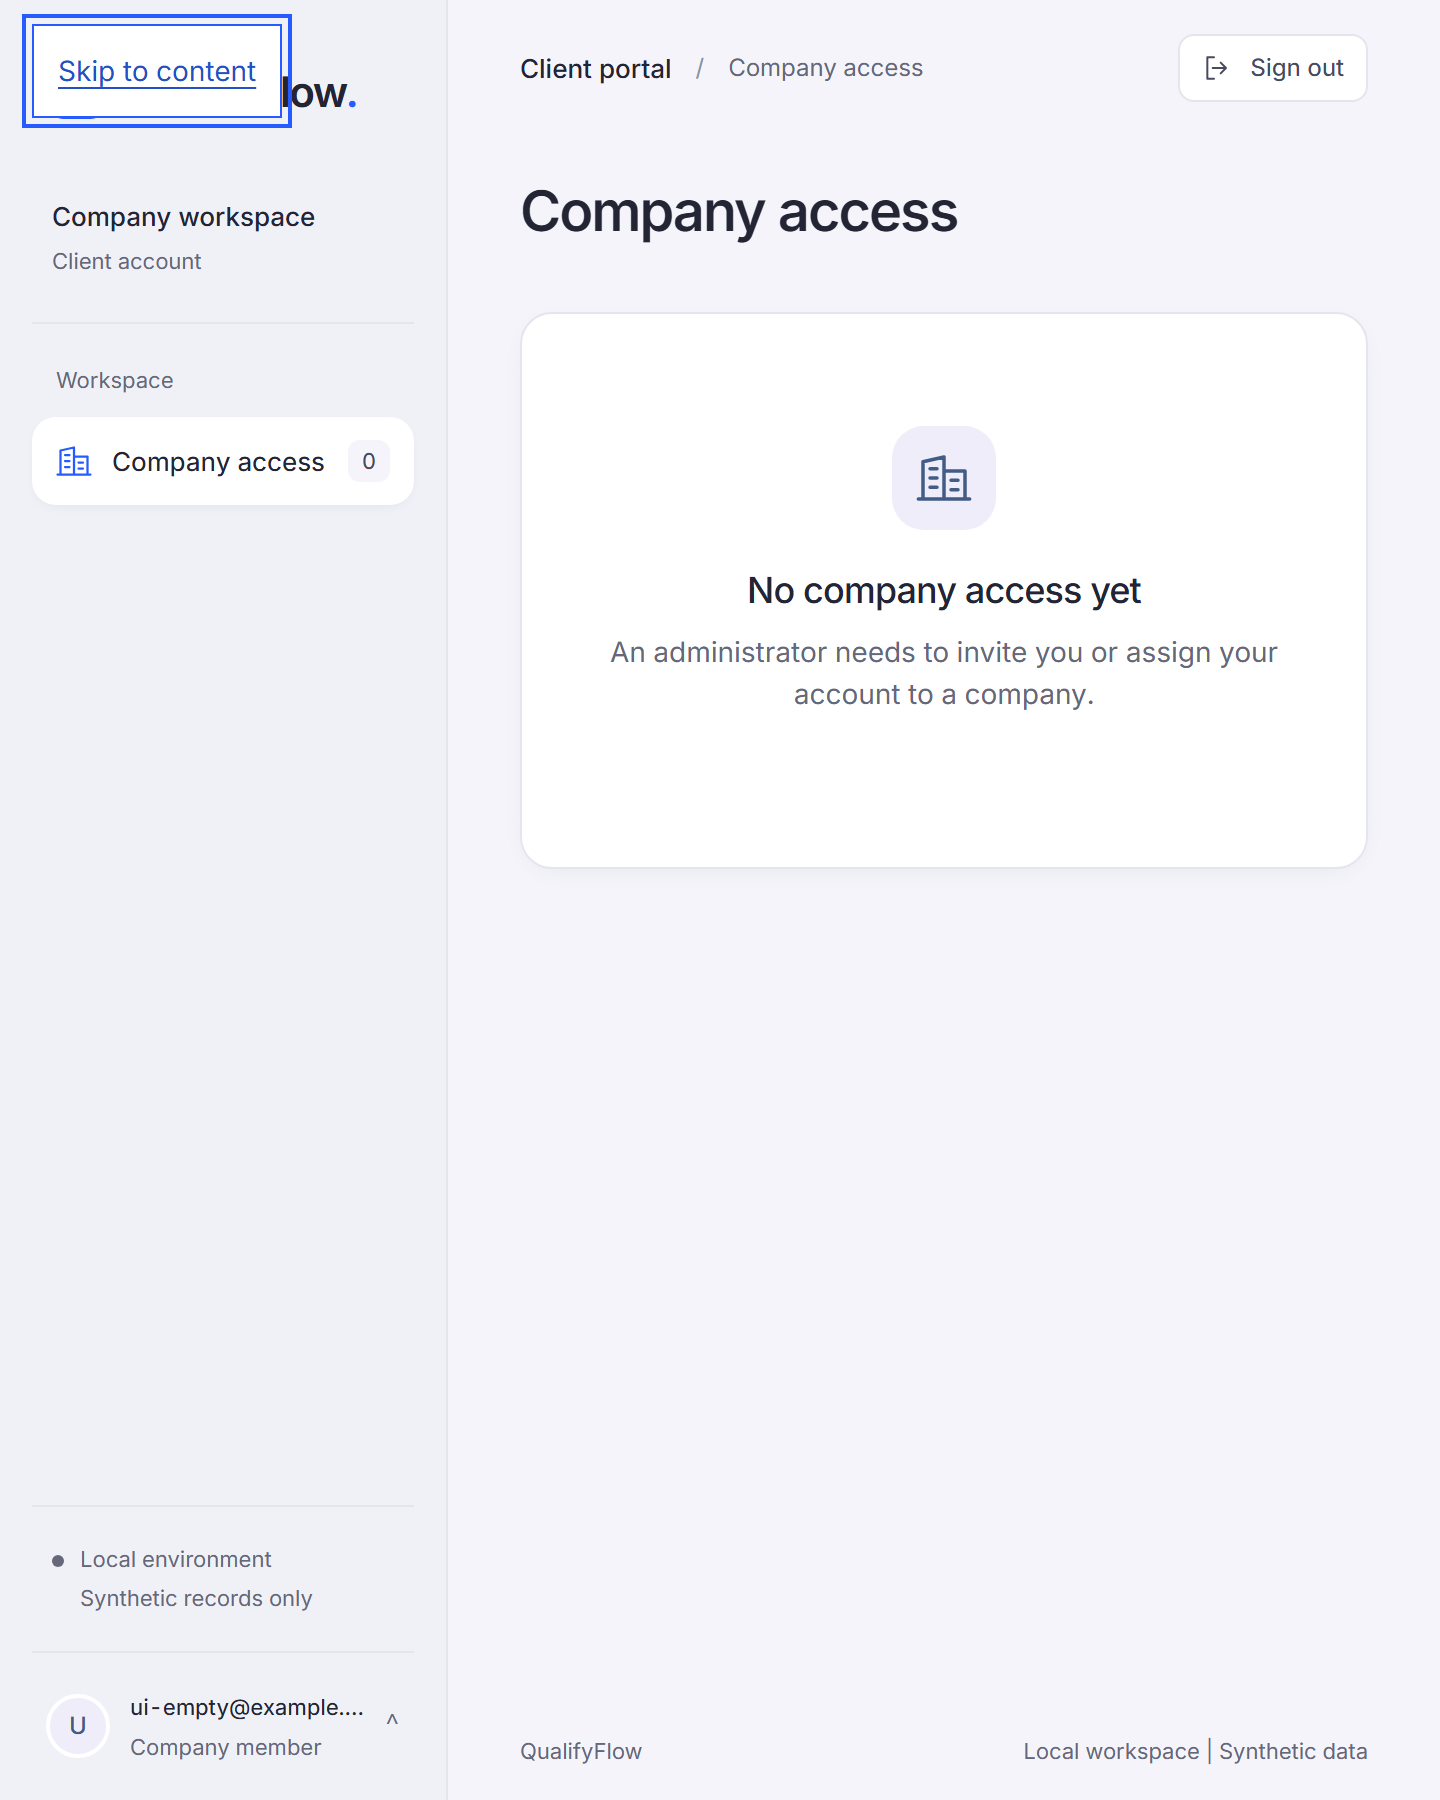 Skip to content
low.
Company workspace
Client account
Workspace
Company access 0
U
ui-empty@example....
Company member
^
Local environment
Synthetic records only
Client portal / Company access
Sign out
Company access
No company access yet
An administrator needs to invite you or assign your
account to a company.
QualifyFlow
Local workspace | Synthetic data